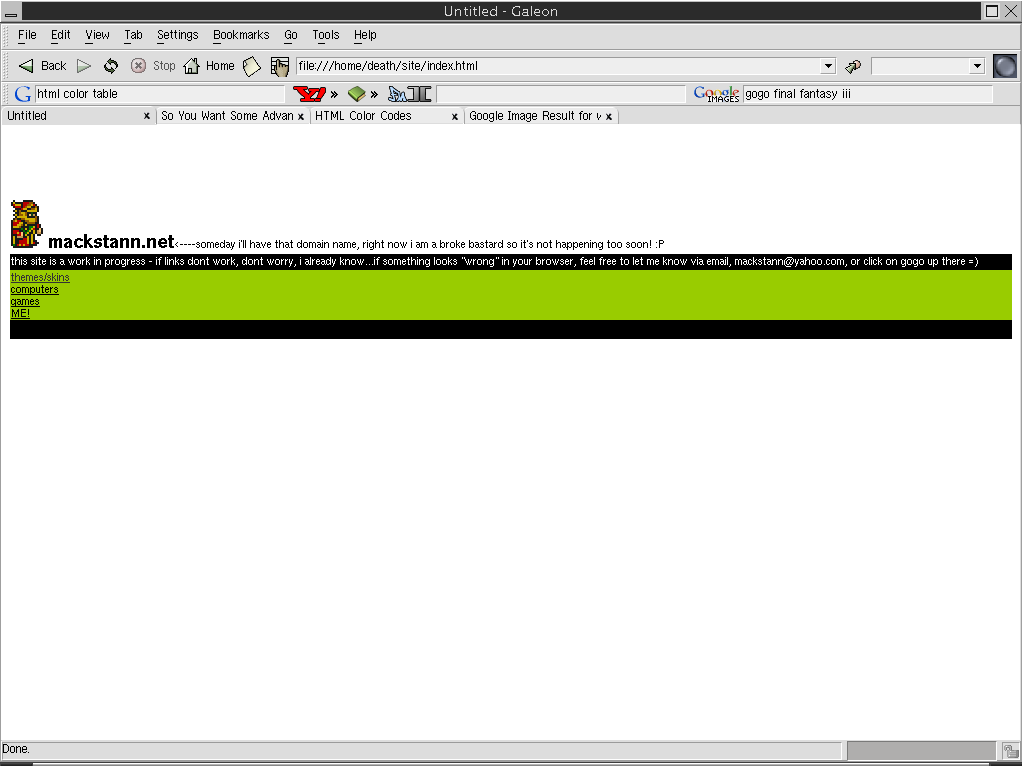 Untitled - Galeon
File Edit View Tab Settings Bookmarks Go Tools Help
Back Stop Home file:///home/death/site/index.html
G html color table Y! » » Google IMAGES gogo final fantasy iii
Untitled x So You Want Some Advan x HTML Color Codes x Google Image Result for x
mackstann.net<----someday i'll have that domain name, right now i am a broke bastard so it's not happening too soon! :P
this site is a work in progress - if links dont work, dont worry, i already know...if something looks "wrong" in your browser, feel free to let me know via email, mackstann@yahoo.com, or click on gogo up there =)
themes/skins
computers
games
ME!
Done.